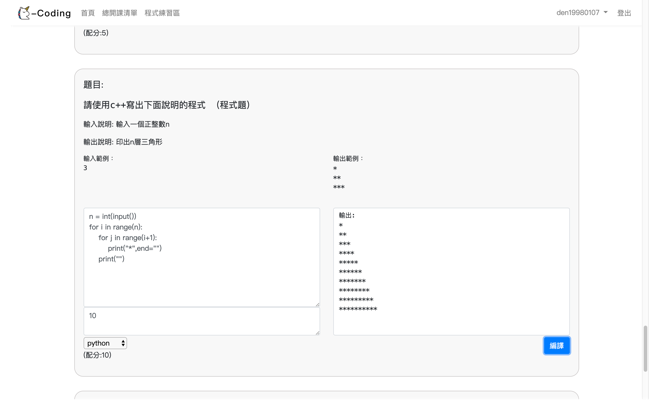 C-Coding 首頁 總開課清單 程式練習區 den19980107 登出
(配分:5)
題目:
請使用c++寫出下面說明的程式 （程式題）
輸入說明: 輸入一個正整數n
輸出說明: 印出n層三角形
輸入範例： 輸出範例：
3 *
**
***
n = int(input())
for i in range(n):
for j in range(i+1):
print("*",end="")
print("")
輸出:
*
**
***
****
*****
******
*******
********
*********
**********
10
python 編譯
(配分:10)